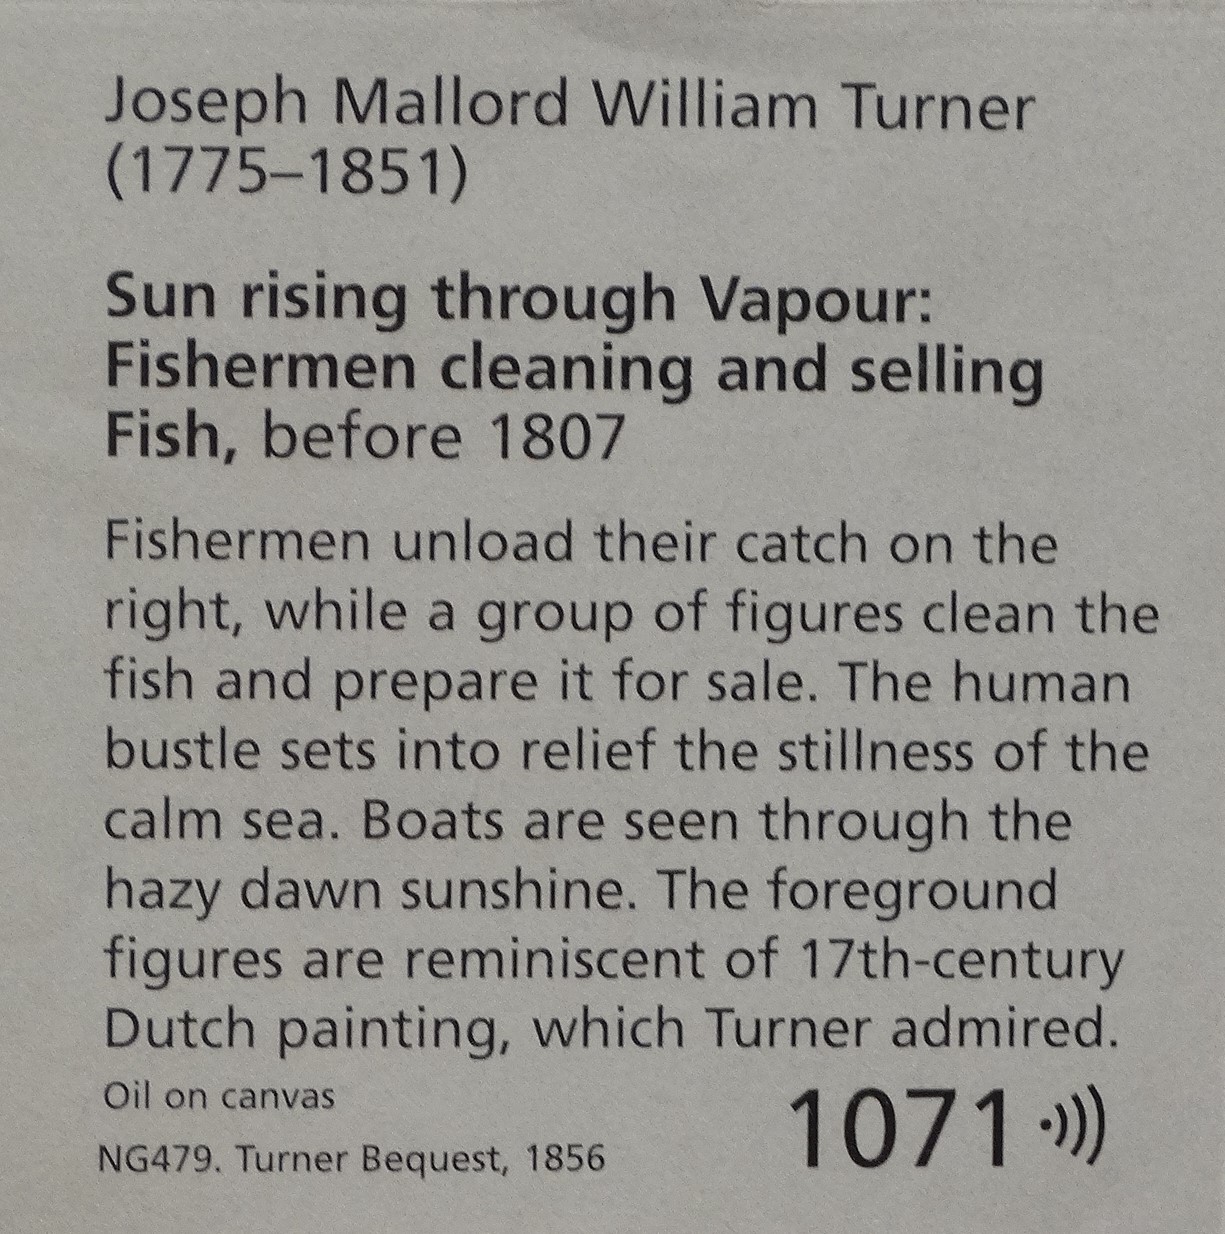 Joseph Mallord William Turner
(1775–1851)
Sun rising through Vapour:
Fishermen cleaning and selling
Fish, before 1807
Fishermen unload their catch on the
right, while a group of figures clean the
fish and prepare it for sale. The human
bustle sets into relief the stillness of the
calm sea. Boats are seen through the
hazy dawn sunshine. The foreground
figures are reminiscent of 17th-century
Dutch painting, which Turner admired.
Oil on canvas
NG479. Turner Bequest, 1856
1071